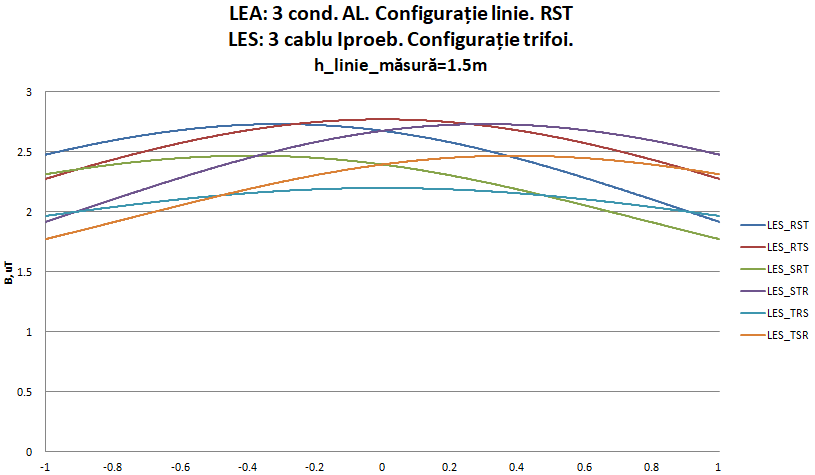 LEA: 3 cond. AL. Configurație linie. RST
LES: 3 cablu Iproeb. Configurație trifoi.
h_linie_măsură=1.5m
3
2.5
2
1.5
1
0.5
0
B, uT
-1 -0.8 -0.6 -0.4 -0.2 0 0.2 0.4 0.6 0.8 1
LES_RST
LES_RTS
LES_SRT
LES_STR
LES_TRS
LES_TSR